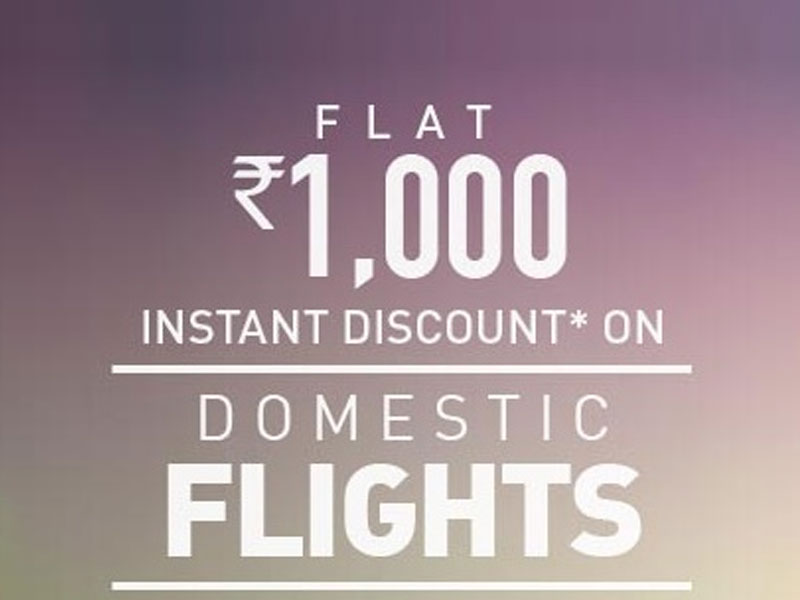 FLAT
₹1,000
INSTANT DISCOUNT* ON
DOMESTIC
FLIGHTS